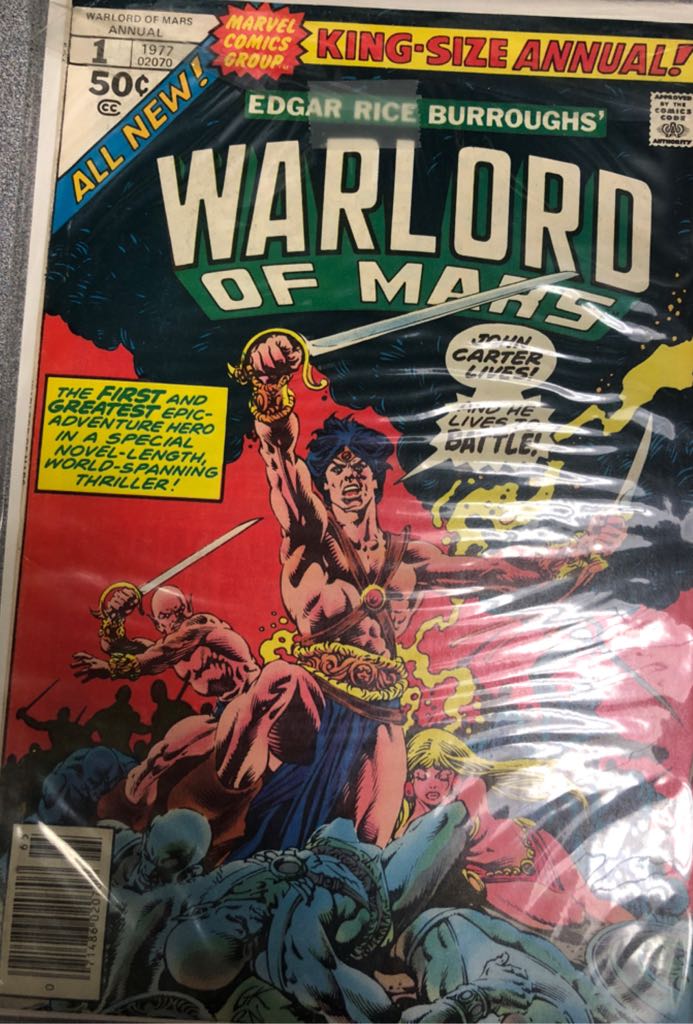 WARLORD OF MARS
ANNUAL
1 1977
02070
50¢
CC
MARVEL
COMICS
GROUP
KING-SIZE ANNUAL!
ALL NEW!
APPROVED
BY THE
COMICS
CODE
AUTHORITY
EDGAR RICE BURROUGHS'
WARLORD
OF MARS
JOHN
CARTER
LIVES!
AND HE
LIVES TO
BATTLE!
THE FIRST AND
GREATEST EPIC-
ADVENTURE HERO
IN A SPECIAL
NOVEL-LENGTH,
WORLD-SPANNING
THRILLER!